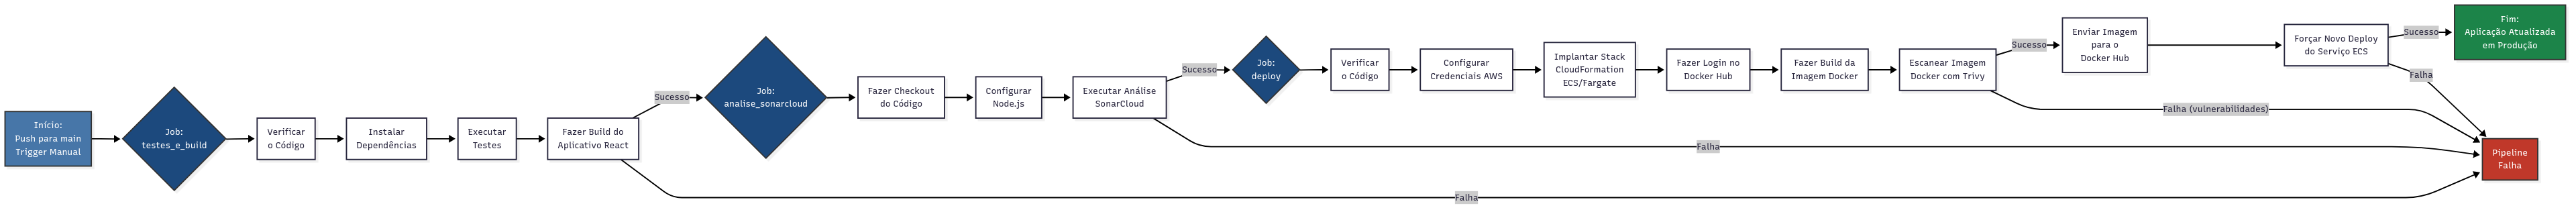 Início:
Push para main
Trigger Manual
Job:
testes_e_build
Verificar
o Código
Instalar
Dependências
Executar
Testes
Fazer Build do
Aplicativo React
Sucesso
Falha
Job:
analise_sonarcloud
Fazer Checkout
do Código
Configurar
Node.js
Executar Análise
SonarCloud
Sucesso
Falha
Job:
deploy
Verificar
o Código
Configurar
Credenciais AWS
Implantar Stack
CloudFormation
ECS/Fargate
Fazer Login no
Docker Hub
Fazer Build da
Imagem Docker
Escanear Imagem
Docker com Trivy
Sucesso
Falha (vulnerabilidades)
Enviar Imagem
para o
Docker Hub
Forçar Novo Deploy
do Serviço ECS
Sucesso
Falha
Fim:
Aplicação Atualizada
em Produção
Pipeline
Falha